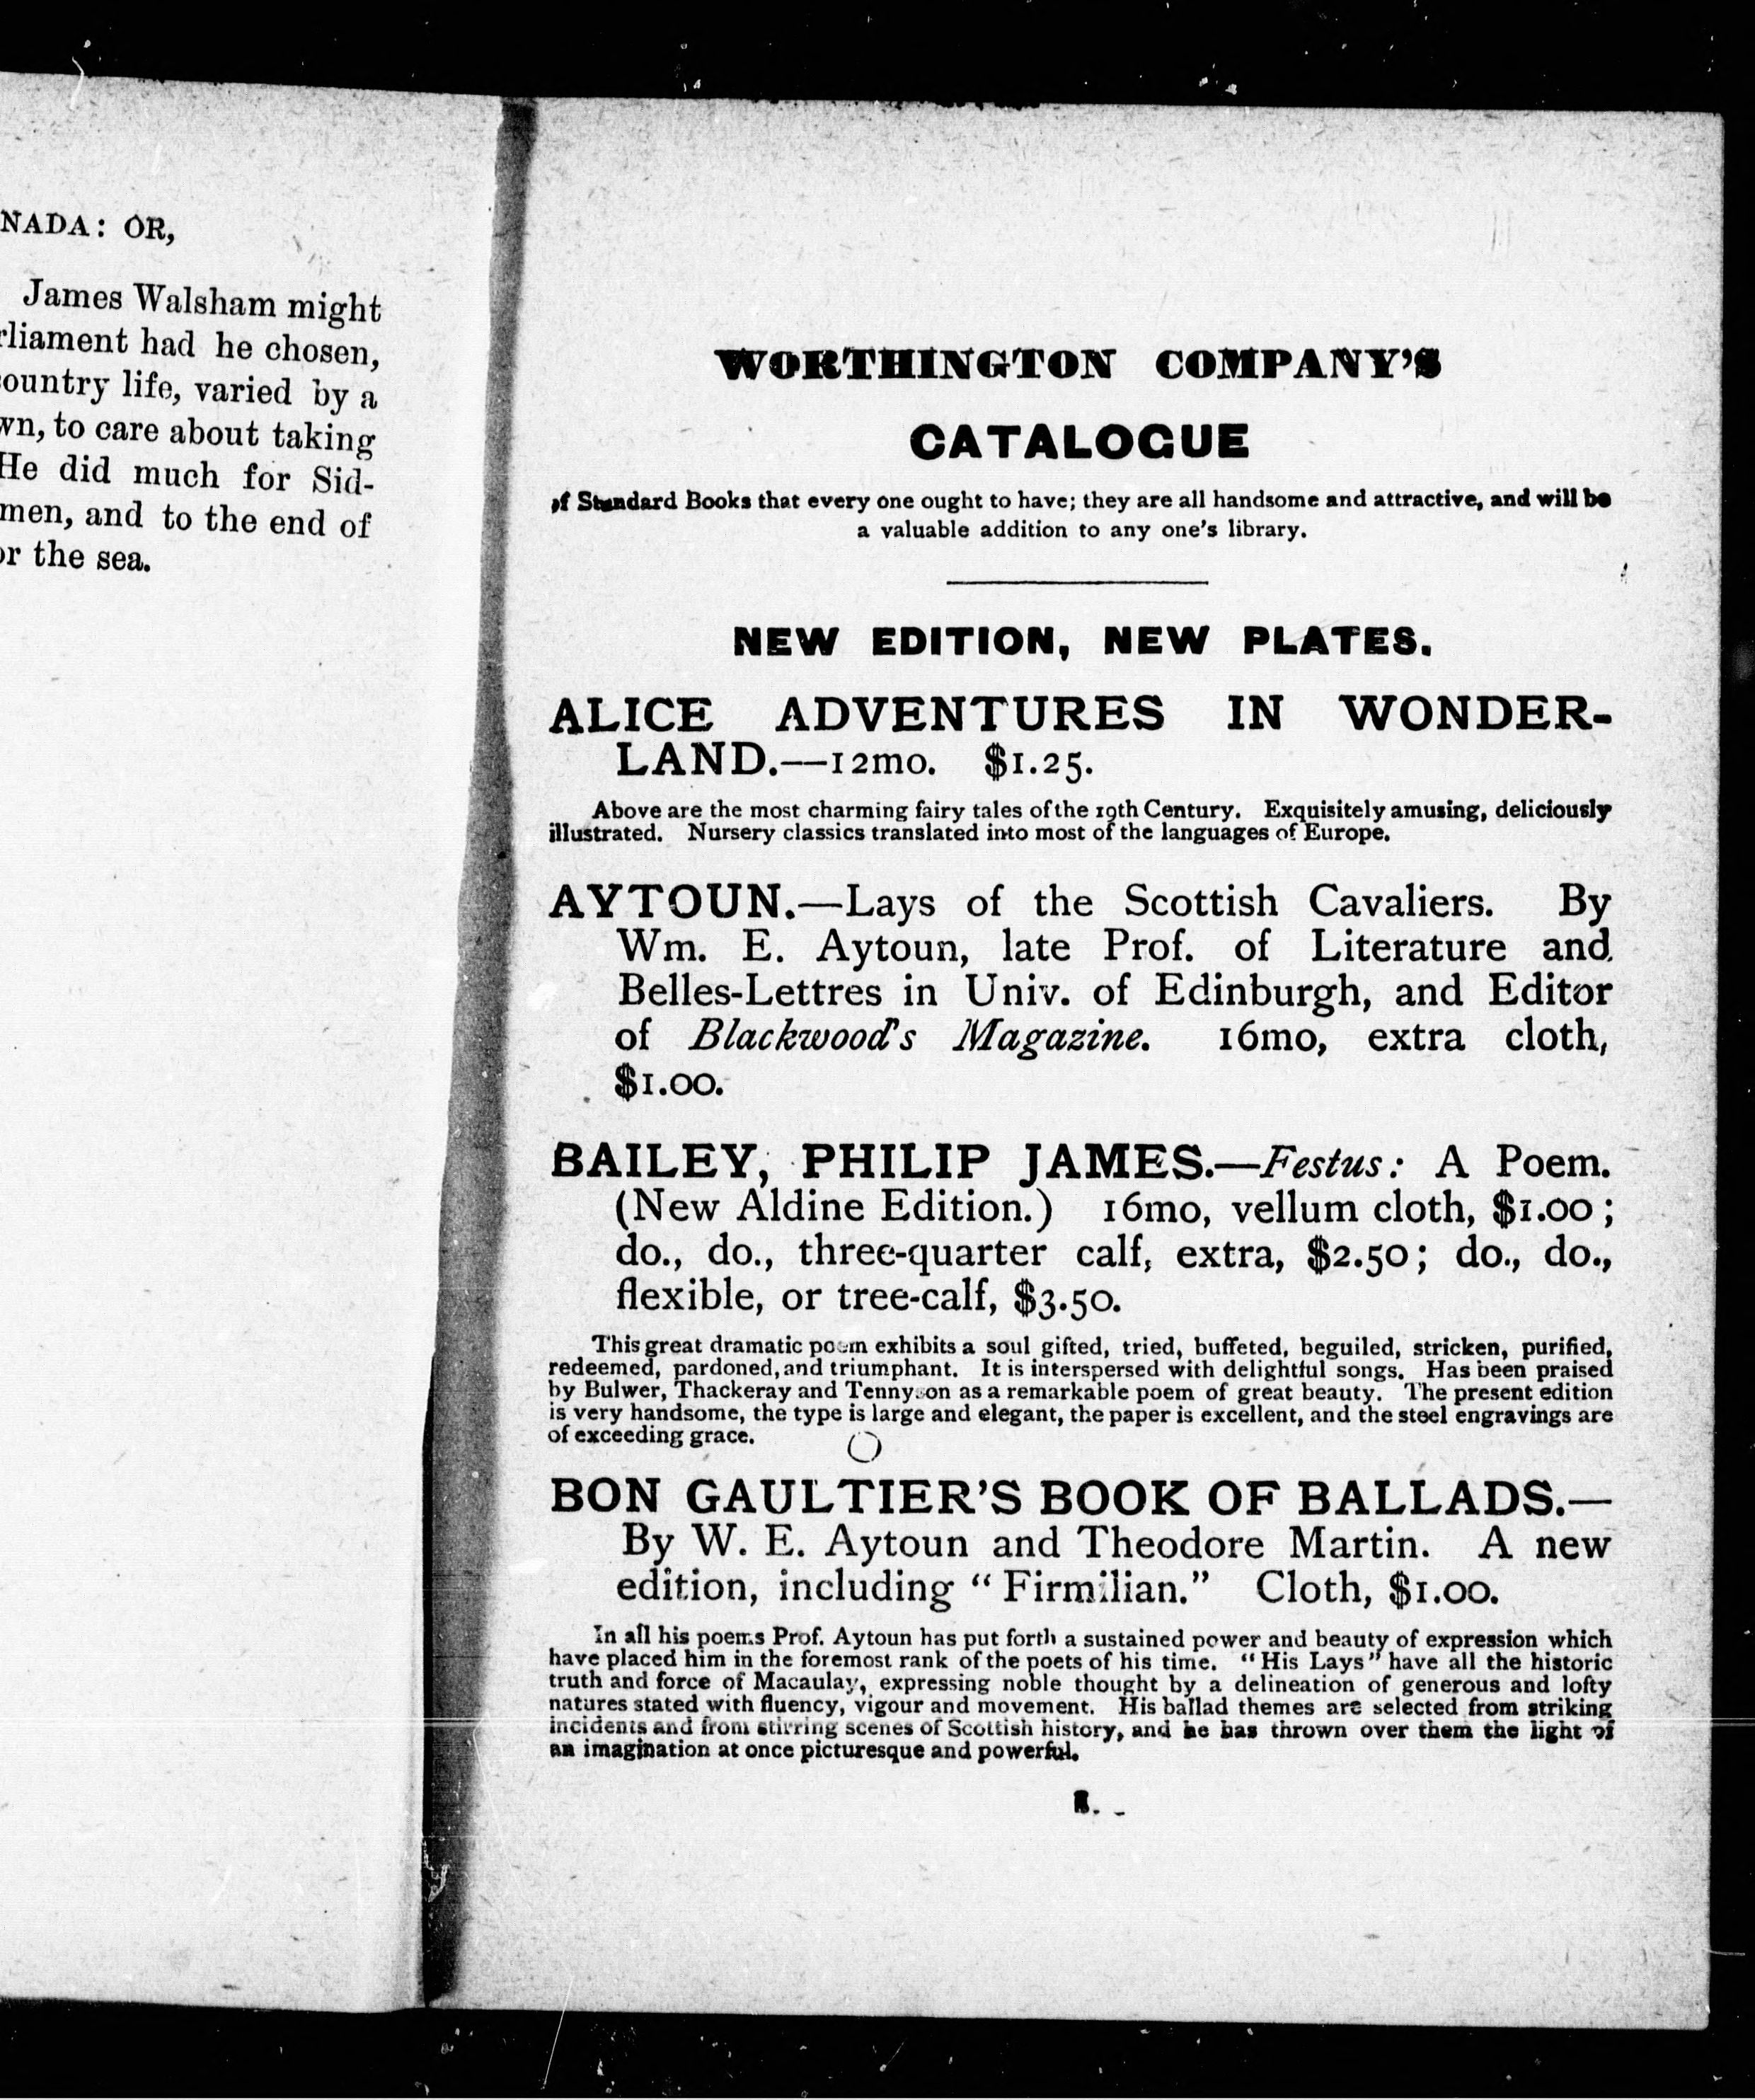 NADA: OR,
James Walsham might
rliament had he chosen,
country life, varied by a
wn, to care about taking
He did much for Sid-
men, and to the end of
or the sea.
WORTHINGTON COMPANY'S
CATALOGUE
of Standard Books that every one ought to have; they are all handsome and attractive, and will be
a valuable addition to any one's library.
NEW EDITION, NEW PLATES.
ALICE ADVENTURES IN WONDER-
LAND.—12mo. $1.25.
Above are the most charming fairy tales of the 19th Century. Exquisitely amusing, deliciously
illustrated. Nursery classics translated into most of the languages of Europe.
AYTOUN.—Lays of the Scottish Cavaliers. By
Wm. E. Aytoun, late Prof. of Literature and
Belles-Lettres in Univ. of Edinburgh, and Editor
of Blackwood's Magazine. 16mo, extra cloth,
$1.00.
BAILEY, PHILIP JAMES.—Festus: A Poem.
(New Aldine Edition.) 16mo, vellum cloth, $1.00;
do., do., three-quarter calf, extra, $2.50; do., do.,
flexible, or tree-calf, $3.50.
This great dramatic poem exhibits a soul gifted, tried, buffeted, beguiled, stricken, purified,
redeemed, pardoned, and triumphant. It is interspersed with delightful songs. Has been praised
by Bulwer, Thackeray and Tennyson as a remarkable poem of great beauty. The present edition
is very handsome, the type is large and elegant, the paper is excellent, and the steel engravings are
of exceeding grace.
BON GAULTIER'S BOOK OF BALLADS.—
By W. E. Aytoun and Theodore Martin. A new
edition, including "Firmilian." Cloth, $1.00.
In all his poems Prof. Aytoun has put forth a sustained power and beauty of expression which
have placed him in the foremost rank of the poets of his time. "His Lays" have all the historic
truth and force of Macaulay, expressing noble thought by a delineation of generous and lofty
natures stated with fluency, vigour and movement. His ballad themes are selected from striking
incidents and from stirring scenes of Scottish history, and he has thrown over them the light of
an imagination at once picturesque and powerful.